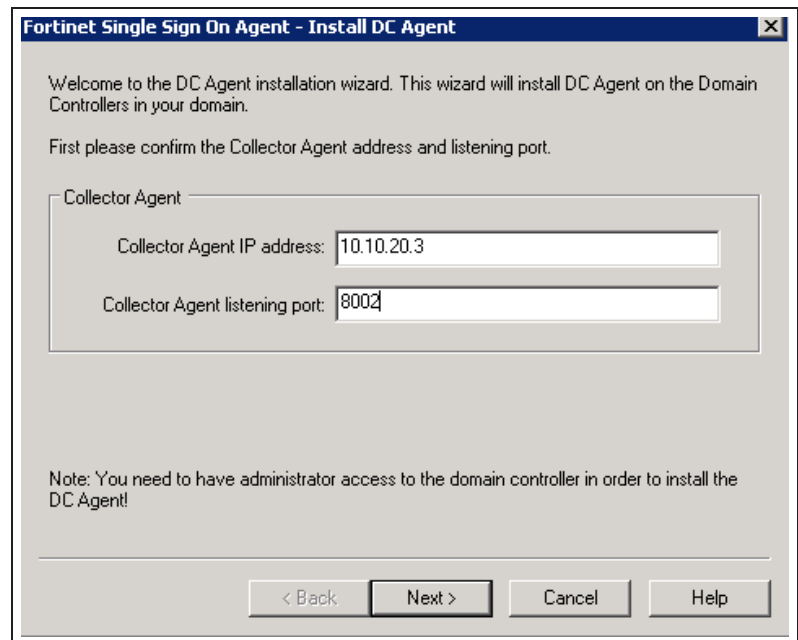 Fortinet Single Sign On Agent - Install DC Agent
Welcome to the DC Agent installation wizard. This wizard will install DC Agent on the Domain
Controllers in your domain.
First please confirm the Collector Agent address and listening port.
Collector Agent
Collector Agent IP address: 10.10.20.3
Collector Agent listening port: 8002
Note: You need to have administrator access to the domain controller in order to install the
DC Agent!
< Back Next > Cancel Help